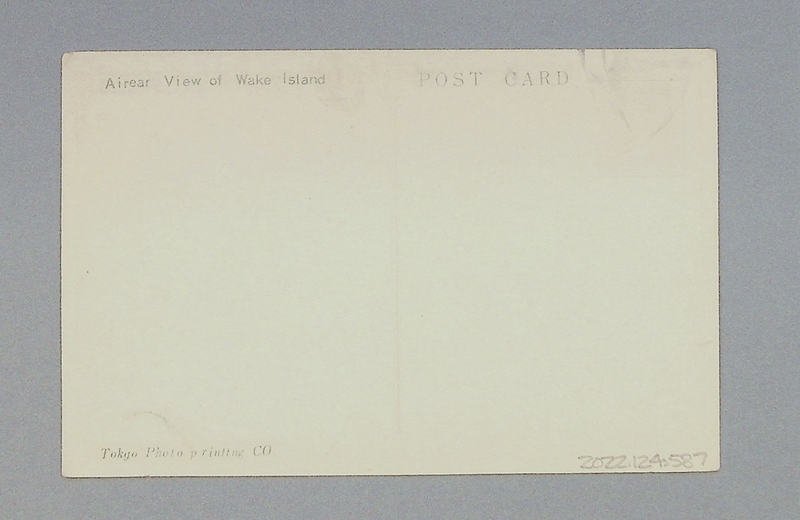 Airear View of Wake Island
POST CARD
Tokyo Photo printing CO
2022.124:587